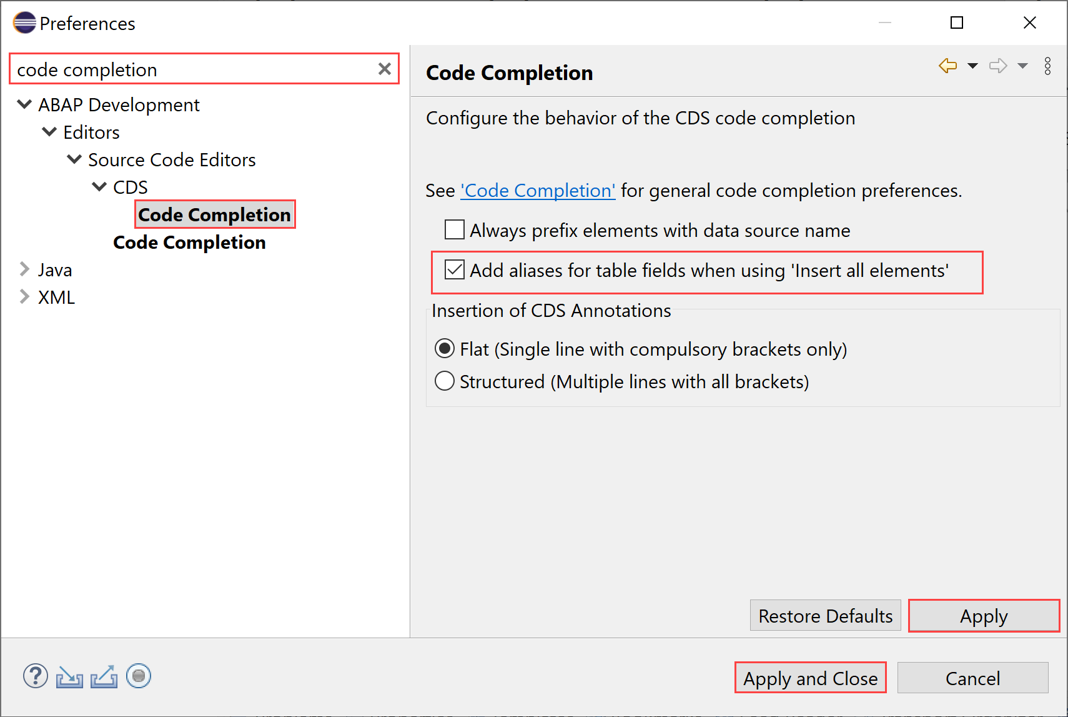 Preferences
code completion
ABAP Development
Editors
Source Code Editors
CDS
Code Completion
Code Completion
Java
XML
Code Completion
Configure the behavior of the CDS code completion
See 'Code Completion' for general code completion preferences.
Always prefix elements with data source name
Add aliases for table fields when using 'Insert all elements'
Insertion of CDS Annotations
Flat (Single line with compulsory brackets only)
Structured (Multiple lines with all brackets)
Restore Defaults
Apply
?
Apply and Close
Cancel